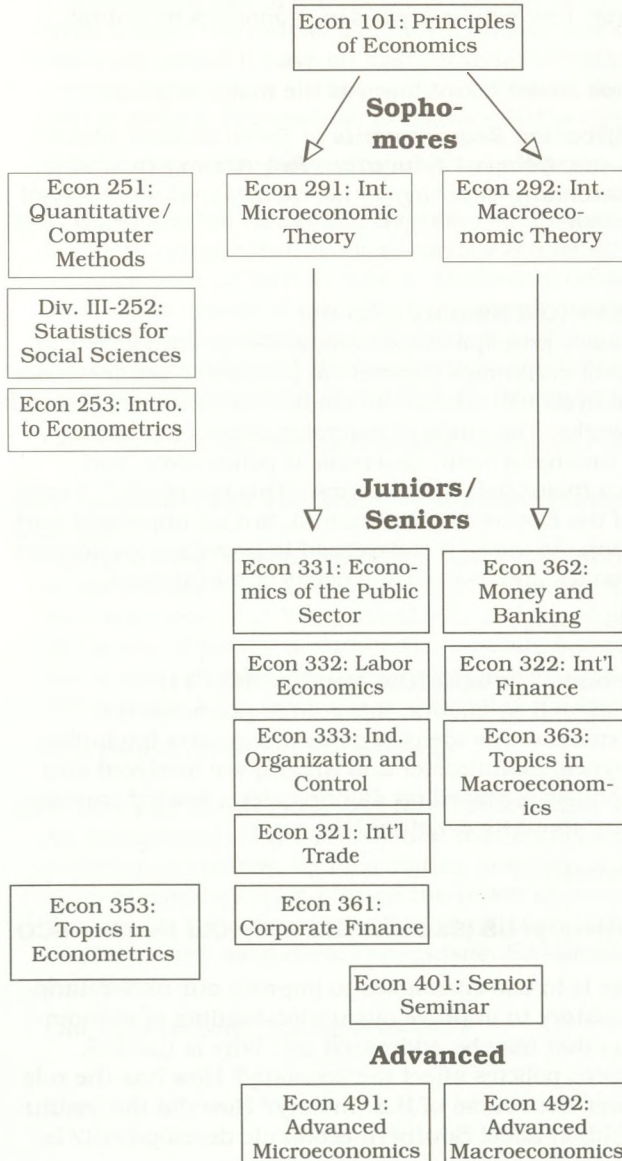 Econ 101: Principles
of Economics
Sopho-
mores
Econ 251:
Quantitative/
Computer
Methods
Econ 291: Int.
Microeconomic
Theory
Econ 292: Int.
Macroeco-
nomic Theory
Div. III-252:
Statistics for
Social Sciences
Econ 253: Intro.
to Econometrics
Juniors/
Seniors
Econ 331: Econo-
mics of the Public
Sector
Econ 362:
Money and
Banking
Econ 332: Labor
Economics
Econ 322: Int'l
Finance
Econ 333: Ind.
Organization and
Control
Econ 363:
Topics in
Macroeconom-
ics
Econ 321: Int'l
Trade
Econ 353:
Topics in
Econometrics
Econ 361:
Corporate Finance
Econ 401: Senior
Seminar
Advanced
Econ 491:
Advanced
Microeconomics
Econ 492:
Advanced
Macroeconomics